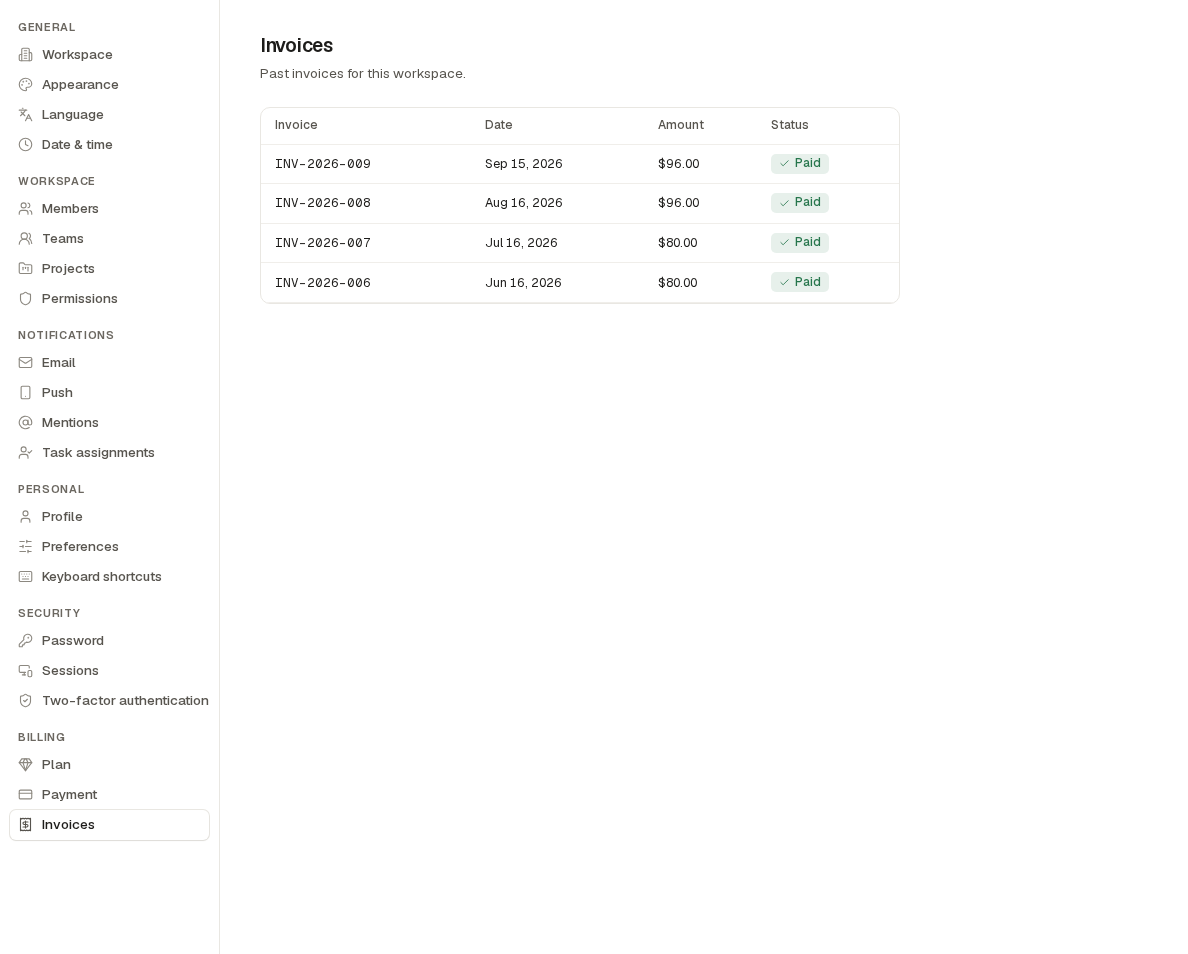 GENERAL
Workspace
Appearance
Language
Date & time
WORKSPACE
Members
Teams
Projects
Permissions
NOTIFICATIONS
Email
Push
Mentions
Task assignments
PERSONAL
Profile
Preferences
Keyboard shortcuts
SECURITY
Password
Sessions
Two-factor authentication
BILLING
Plan
Payment
Invoices
Invoices
Past invoices for this workspace.
Invoice Date Amount Status
INV-2026-009 Sep 15, 2026 $96.00 Paid
INV-2026-008 Aug 16, 2026 $96.00 Paid
INV-2026-007 Jul 16, 2026 $80.00 Paid
INV-2026-006 Jun 16, 2026 $80.00 Paid